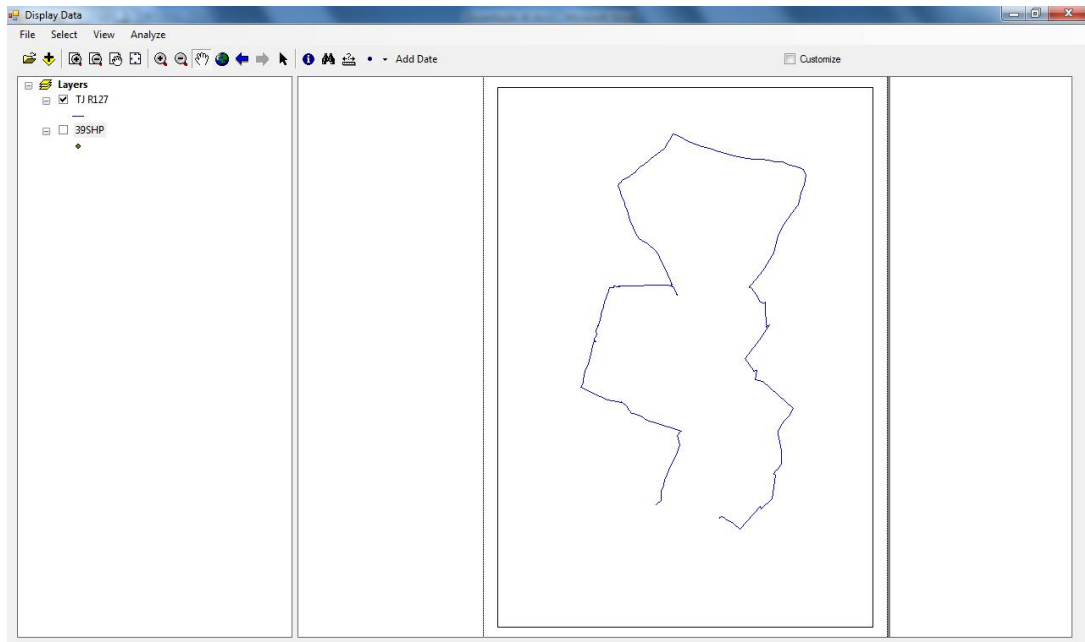 Display Data
File Select View Analyze
Add Date
Customize
Layers
TJ R127
39SHP